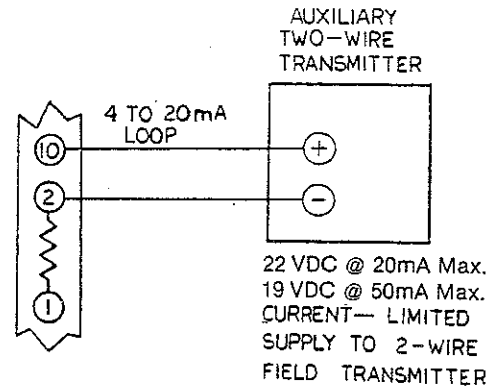 AUXILIARY
TWO-WIRE
TRANSMITTER
4 TO 20mA
LOOP
10
+
2
-
1
22 VDC @ 20mA Max.
19 VDC @ 50mA Max.
CURRENT— LIMITED
SUPPLY TO 2-WIRE
FIELD TRANSMITTER